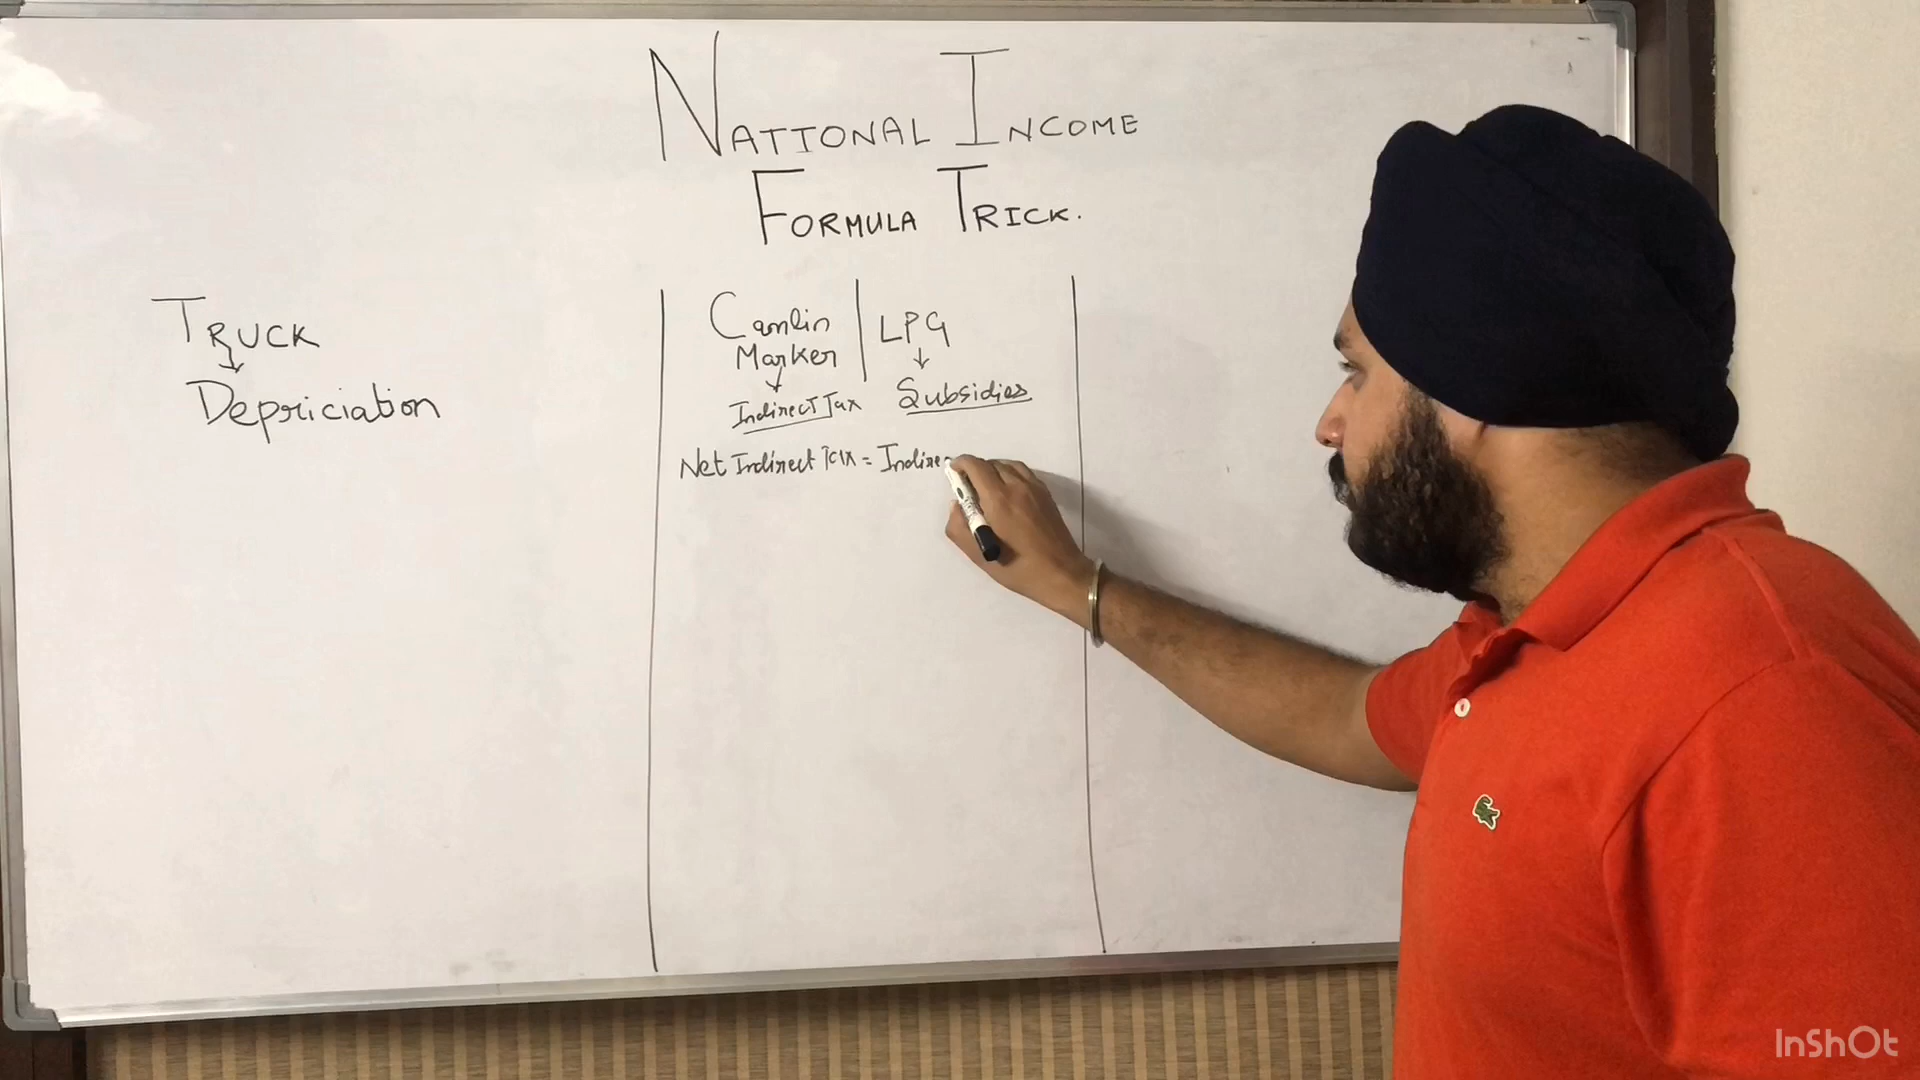 NATIONAL INCOME
FORMULA TRICK.
TRUCK
Depriciation
Camlin
Marker
Indirect Tax
LPG
Subsidies
Net Indirect Tax = Indire
InShOt